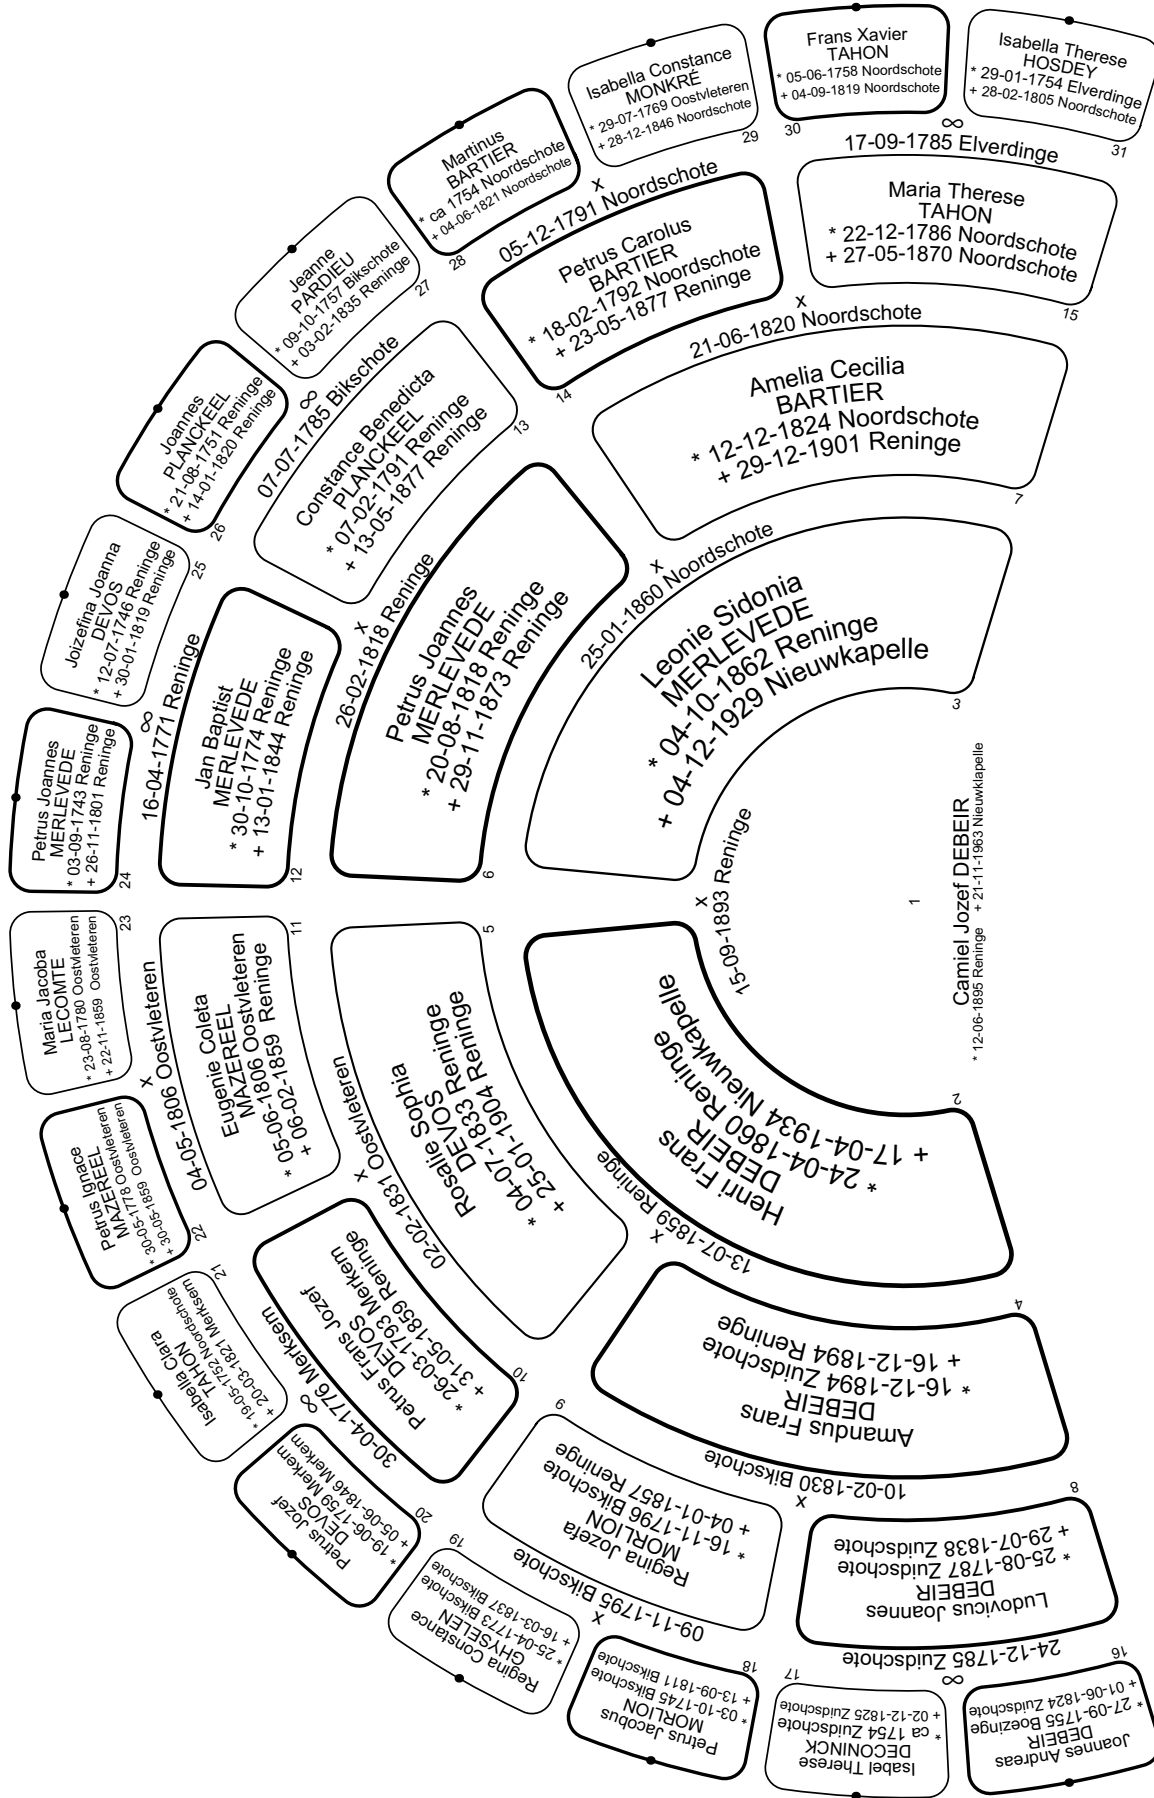 Camiel Jozef DEBEIR
* 12-06-1895 Reninge + 21-11-1963 Nieuwklapelle
1
15-09-1893 Reninge
x
2
Henri Frans
DEBEIR
* 24-04-1860 Reninge
+ 17-04-1934 Nieuwkapelle
3
Leonie Sidonia
MERLEVEDE
* 04-10-1862 Reninge
+ 04-12-1929 Nieuwkapelle
13-07-1859 Reninge
x
4
Amandus Frans
DEBEIR
* 16-12-1894 Zuidschote
+ 16-12-1894 Reninge
5
Rosalie Sophia
DEVOS
* 04-07-1833 Reninge
+ 25-01-1904 Reninge
25-01-1860 Noordschote
x
6
Petrus Joannes
MERLEVEDE
* 20-08-1818 Reninge
+ 29-11-1873 Reninge
7
Amelia Cecilia
BARTIER
* 12-12-1824 Noordschote
+ 29-12-1901 Reninge
10-02-1830 Bikschote
x
8
Ludovicus Joannes
DEBEIR
* 25-08-1787 Zuidschote
+ 29-07-1838 Zuidschote
9
Regina Jozefa
MORLION
* 16-11-1796 Bikschote
+ 04-01-1857 Reninge
02-02-1831 Oostvleteren
x
10
Petrus Frans Jozef
DEVOS
* 26-03-1793 Merkem
+ 31-05-1859 Reninge
11
Eugenie Coleta
MAZEREEL
* 05-06-1806 Oostvleteren
+ 06-02-1859 Reninge
26-02-1818 Reninge
x
12
Jan Baptist
MERLEVEDE
* 30-10-1774 Reninge
+ 13-01-1844 Reninge
13
Constance Benedicta
PLANCKEEL
* 07-02-1791 Reninge
+ 13-05-1877 Reninge
21-06-1820 Noordschote
x
14
Petrus Carolus
BARTIER
* 18-02-1792 Noordschote
+ 23-05-1877 Reninge
15
Maria Therese
TAHON
* 22-12-1786 Noordschote
+ 27-05-1870 Noordschote
24-12-1785 Zuidschote
∞
16
Joannes Andreas
DEBEIR
* 27-09-1755 Boezinge
+ 01-06-1824 Zuidschote
17
Isabel Therese
DECONINCK
* ca 1754 Zuidschote
+ 02-12-1825 Zuidschote
09-11-1795 Bikschote
x
18
Petrus Jacobus
MORLION
* 03-10-1745 Bikschote
+ 13-09-1811 Bikschote
19
Regina Constance
GHYSELEN
* 25-04-1773 Bikschote
+ 16-03-1837 Bikschote
30-04-1776 Merksem
∞
20
Petrus Jozef
DEVOS
* 19-06-1759 Merkem
+ 05-06-1846 Merkem
21
Isabella Clara
TAHON
* 19-05-1752 Noordschote
+ 20-03-1821 Merksem
04-05-1806 Oostvleteren
x
22
Petrus Ignace
MAZEREEL
* 30-05-1778 Oostvleteren
+ 30-05-1859 Oostvleteren
23
Maria Jacoba
LECOMTE
* 23-08-1780 Oostvleteren
+ 22-11-1859 Oostvleteren
16-04-1771 Reninge
∞
24
Petrus Joannes
MERLEVEDE
* 03-09-1743 Reninge
+ 26-11-1801 Reninge
25
Joizefina Joanna
DEVOS
* 12-07-1746 Reninge
+ 30-01-1819 Reninge
07-07-1785 Bikschote
∞
26
Joannes
PLANCKEEL
* 21-08-1751 Reninge
+ 14-01-1820 Reninge
27
Jeanne
PARDIEU
* 09-10-1757 Bikschote
+ 03-02-1835 Reninge
05-12-1791 Noordschote
x
28
Martinus
BARTIER
* ca 1754 Noordschote
+ 04-06-1821 Noordschote
29
Isabella Constance
MONKRÉ
* 29-07-1769 Oostvleteren
+ 28-12-1846 Noordschote
17-09-1785 Elverdinge
∞
30
Frans Xavier
TAHON
* 05-06-1758 Noordschote
+ 04-09-1819 Noordschote
31
Isabella Therese
HOSDEY
* 29-01-1754 Elverdinge
+ 28-02-1805 Noordschote